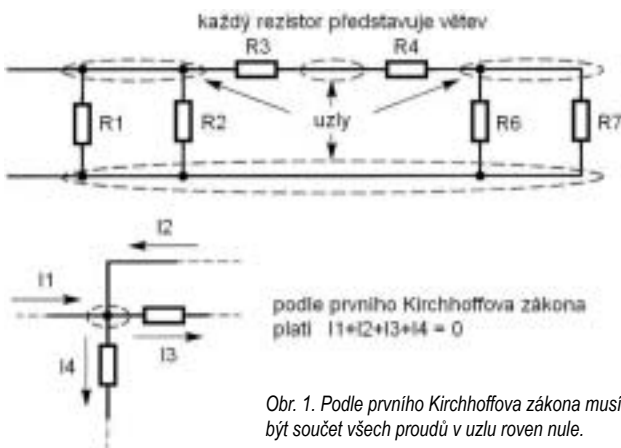 každý rezistor představuje větev
R3 R4
R1 R2 uzly R6 R7
I2
I1
I3
I4
podle prvního Kirchhoffova zákona
platí I1+I2+I3+I4 = 0
Obr. 1. Podle prvního Kirchhoffova zákona musí
být součet všech proudů v uzlu roven nule.